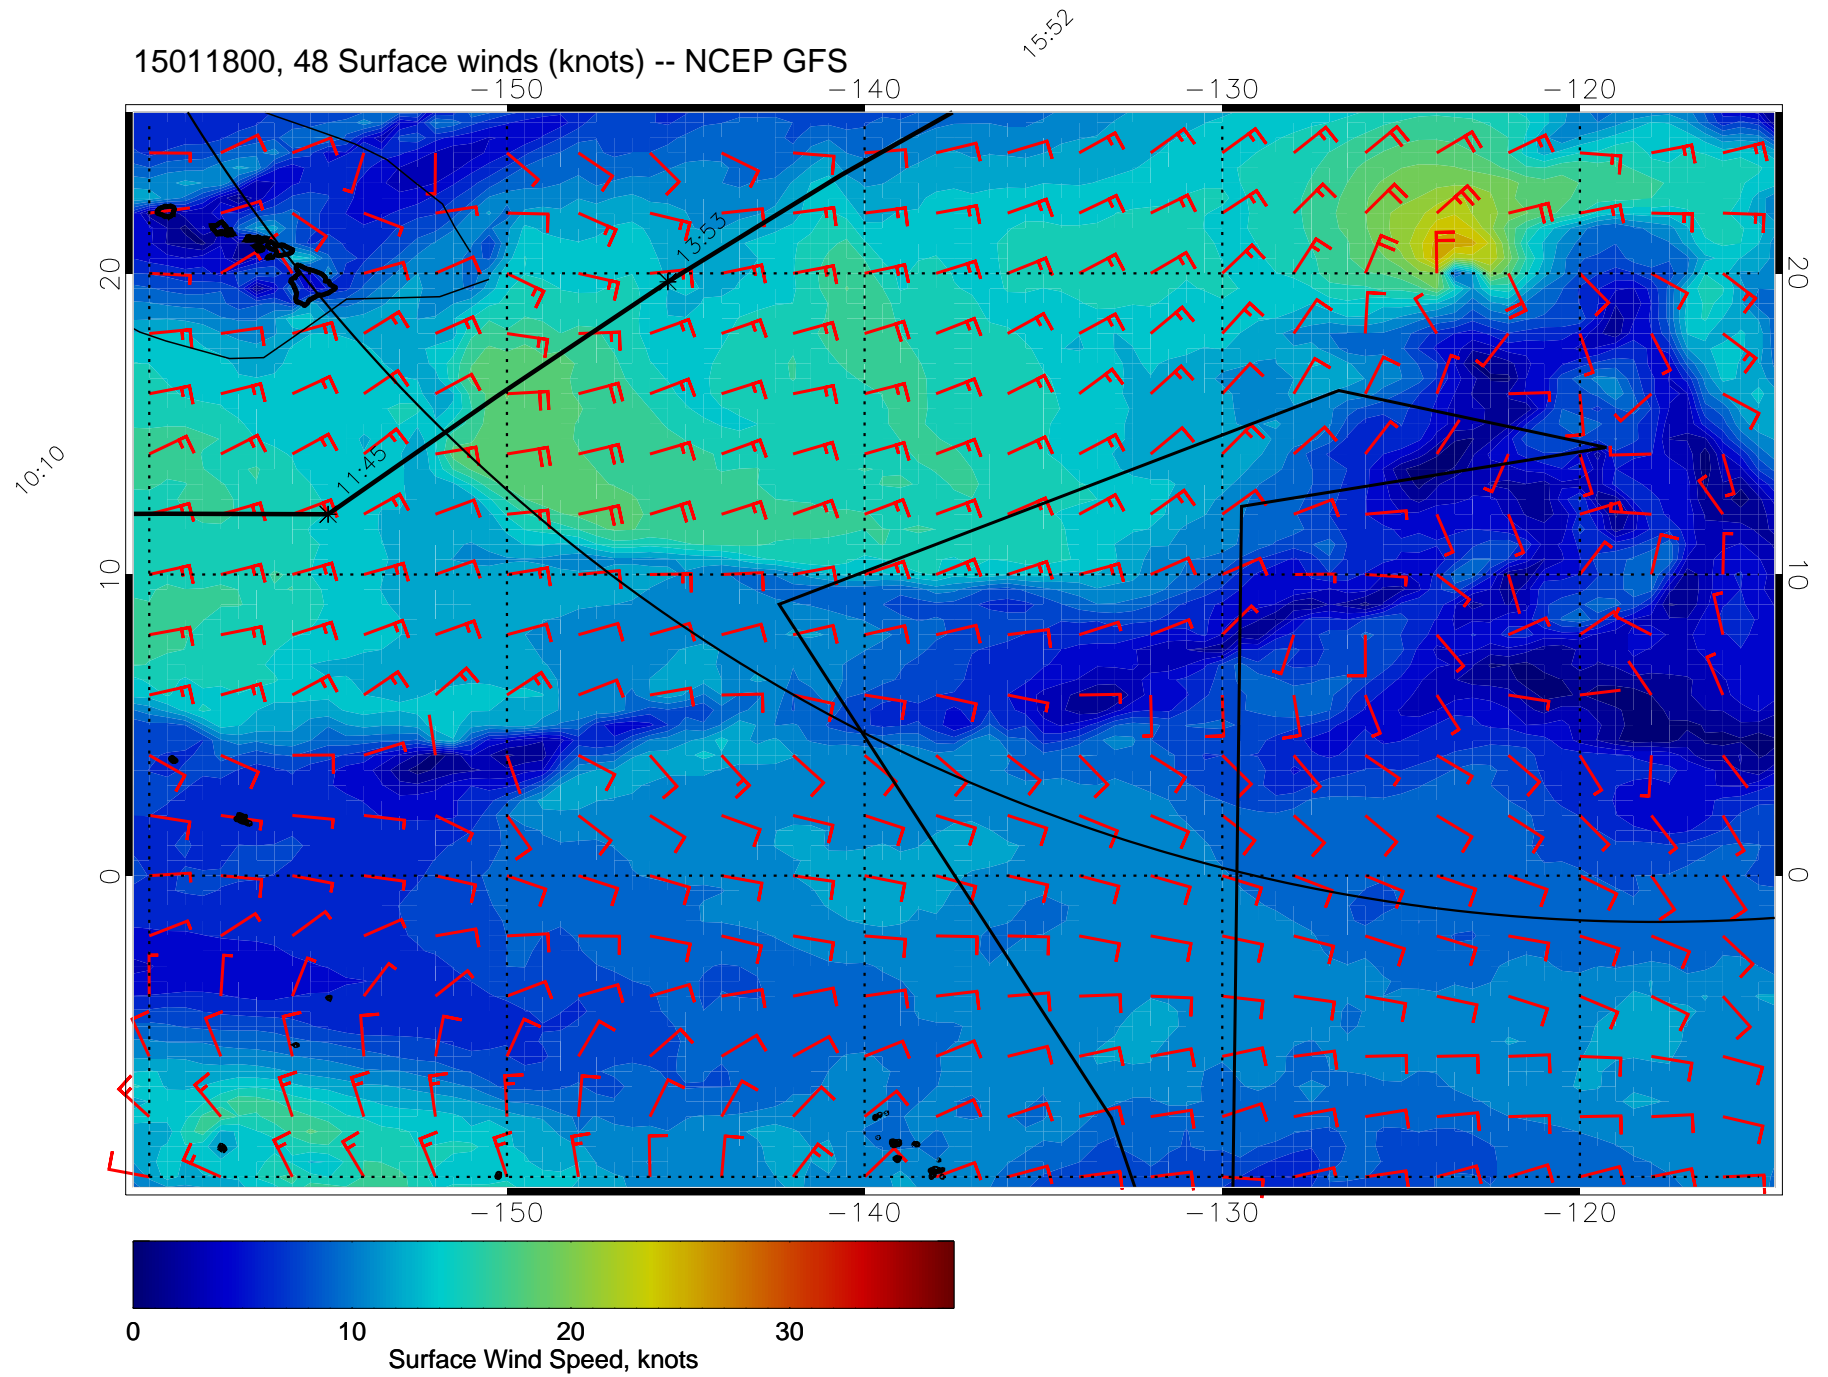 15:52
15011800, 48 Surface winds (knots) -- NCEP GFS
-150 -140 -130 -120
13:53
20 20
11:45
10:10
10 10
0 0
-150 -140 -130 -120
0 10 20 30
Surface Wind Speed, knots